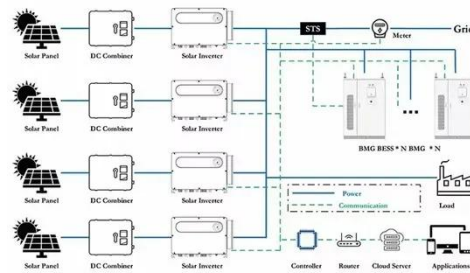 STS
Meter
Grid
Solar Panel DC Combiner Solar Inverter
Solar Panel DC Combiner Solar Inverter
BMG BESS * N BMG * N
Solar Panel DC Combiner Solar Inverter
Power
Communication
Load
Solar Panel DC Combiner Solar Inverter
Controller Router Cloud Server Applications